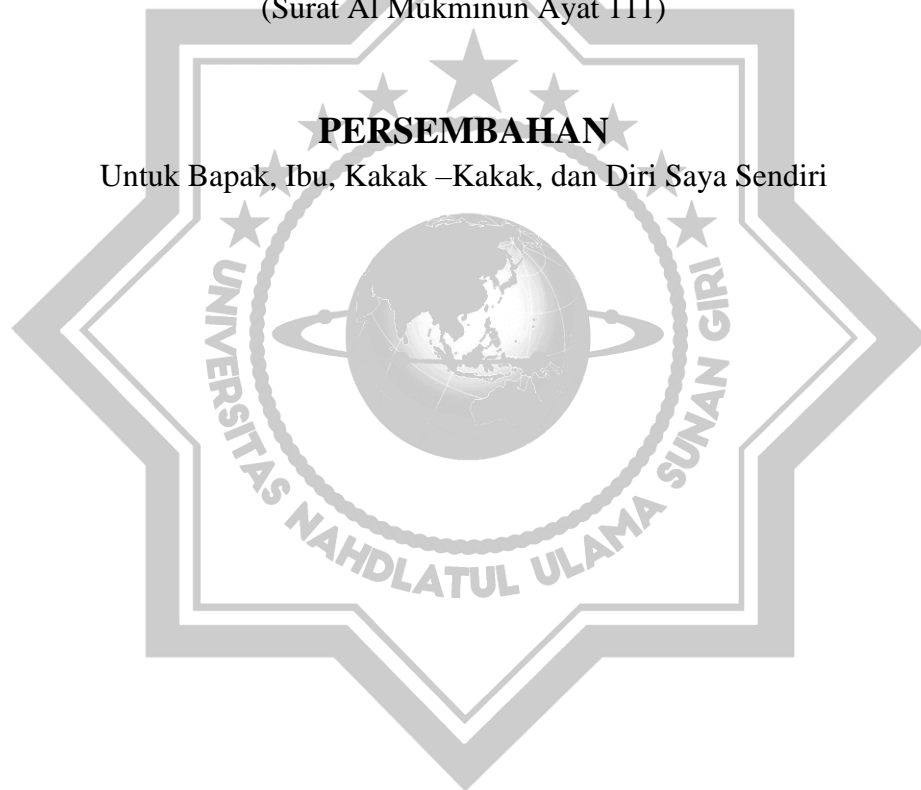 (Surat Al Mukminun Ayat 111)
PERSEMBAHAN
Untuk Bapak, Ibu, Kakak –Kakak, dan Diri Saya Sendiri
UNIVERSITAS NAHDLATUL ULAMA SUNAN GIRI